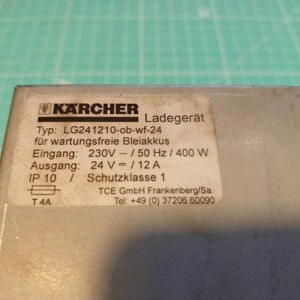 KÄRCHER Ladegerät
Typ: LG241210-ob-wf-24
für wartungsfreie Bleiakkus
Eingang: 230V ~ / 50 Hz / 400 W
Ausgang: 24 V ⎓ / 12 A
IP 10 / Schutzklasse 1
TCE GmbH Frankenberg/Sa.
T 4A Tel: +49 (0) 37206 60090